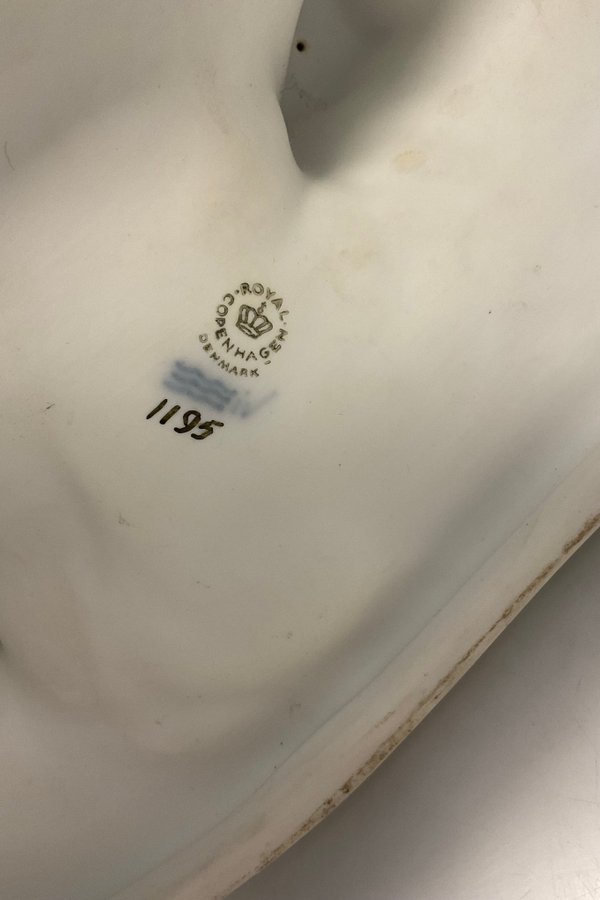 ROYAL
COPENHAGEN
DENMARK
1195